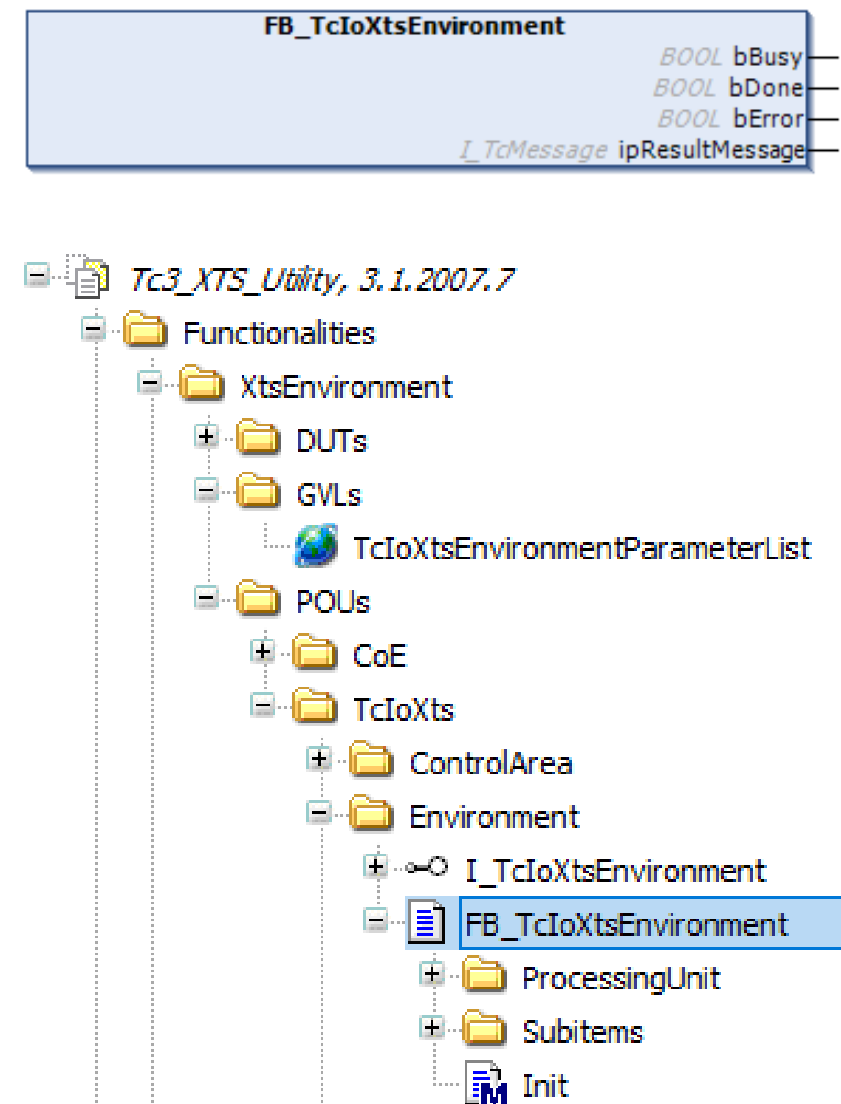 FB_TcIoXtsEnvironment
BOOL bBusy
BOOL bDone
BOOL bError
I_TcMessage ipResultMessage
Tc3_XTS_Utility, 3.1.2007.7
Functionalities
XtsEnvironment
DUTs
GVLs
TcIoXtsEnvironmentParameterList
POUs
CoE
TcIoXts
ControlArea
Environment
I_TcIoXtsEnvironment
FB_TcIoXtsEnvironment
ProcessingUnit
Subitems
M Init